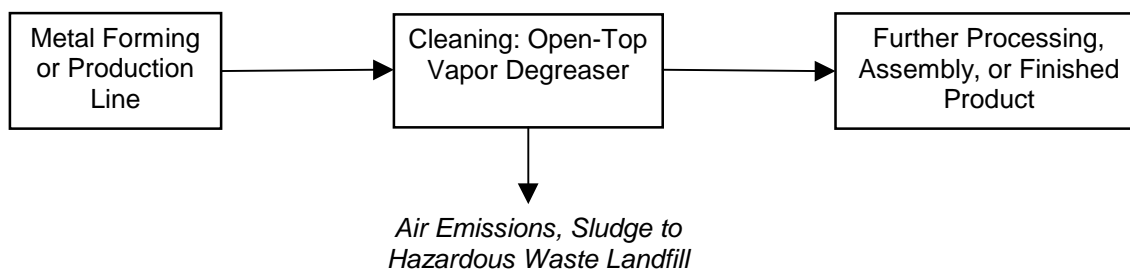 Metal Forming
or Production
Line
Cleaning: Open-Top
Vapor Degreaser
Further Processing,
Assembly, or Finished
Product
Air Emissions, Sludge to
Hazardous Waste Landfill